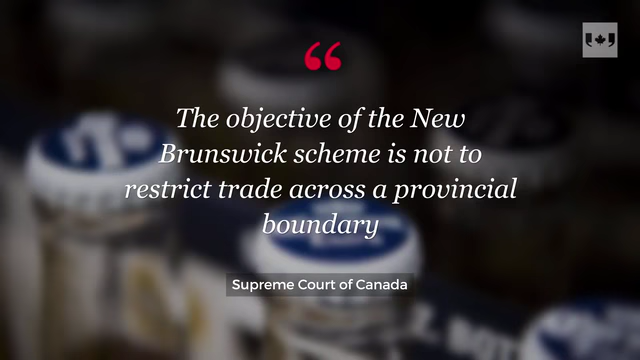 “
The objective of the New
Brunswick scheme is not to
restrict trade across a provincial
boundary
Supreme Court of Canada